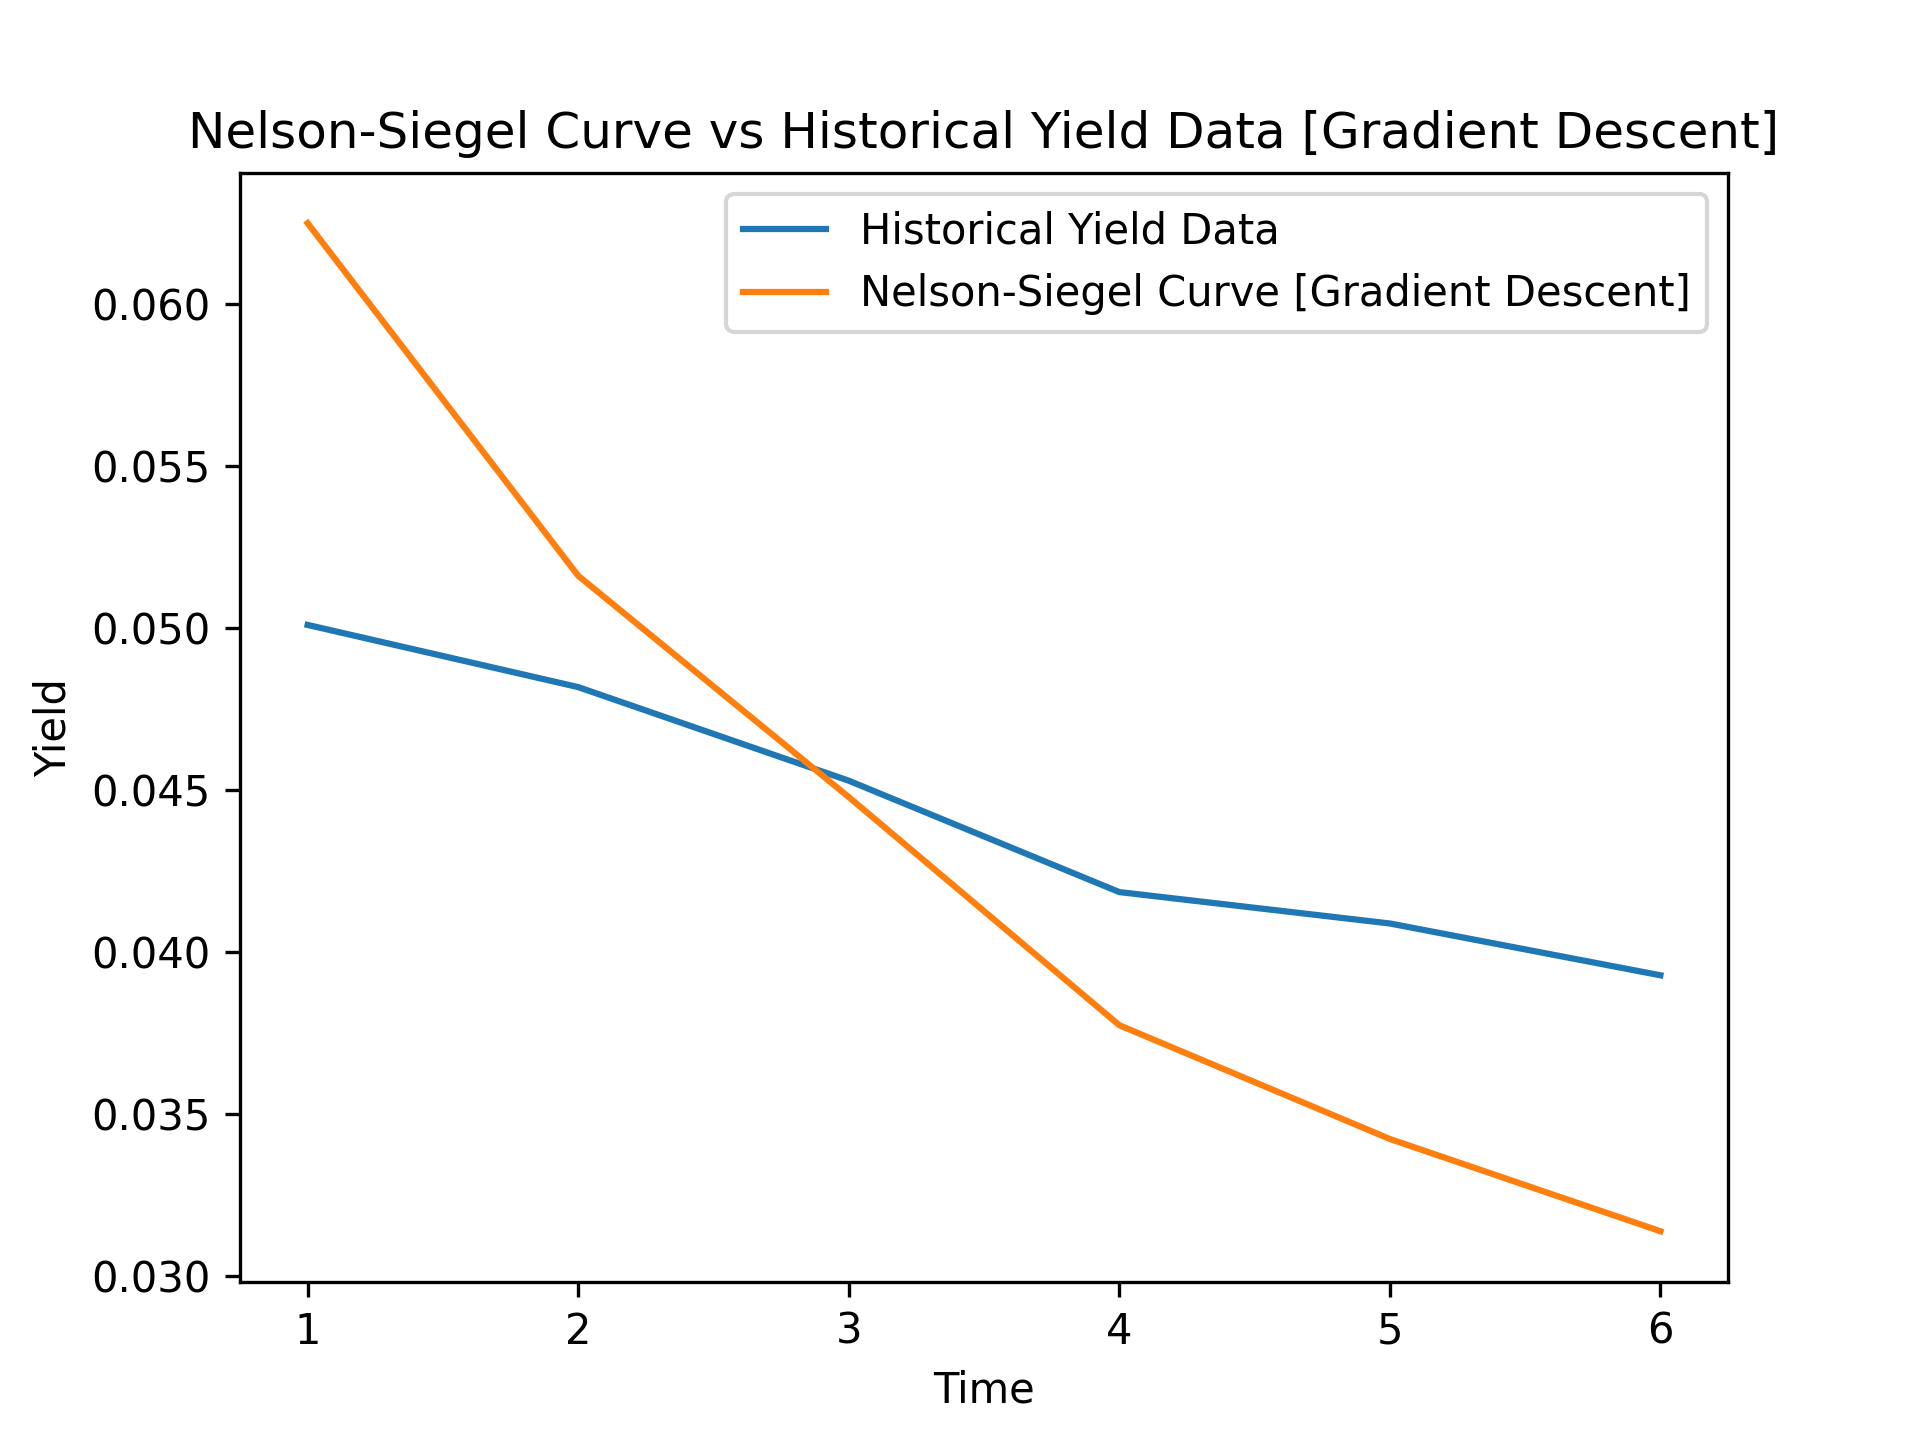 Nelson-Siegel Curve vs Historical Yield Data [Gradient Descent]
Historical Yield Data
Nelson-Siegel Curve [Gradient Descent]
Yield
0.060
0.055
0.050
0.045
0.040
0.035
0.030
1 2 3 4 5 6
Time